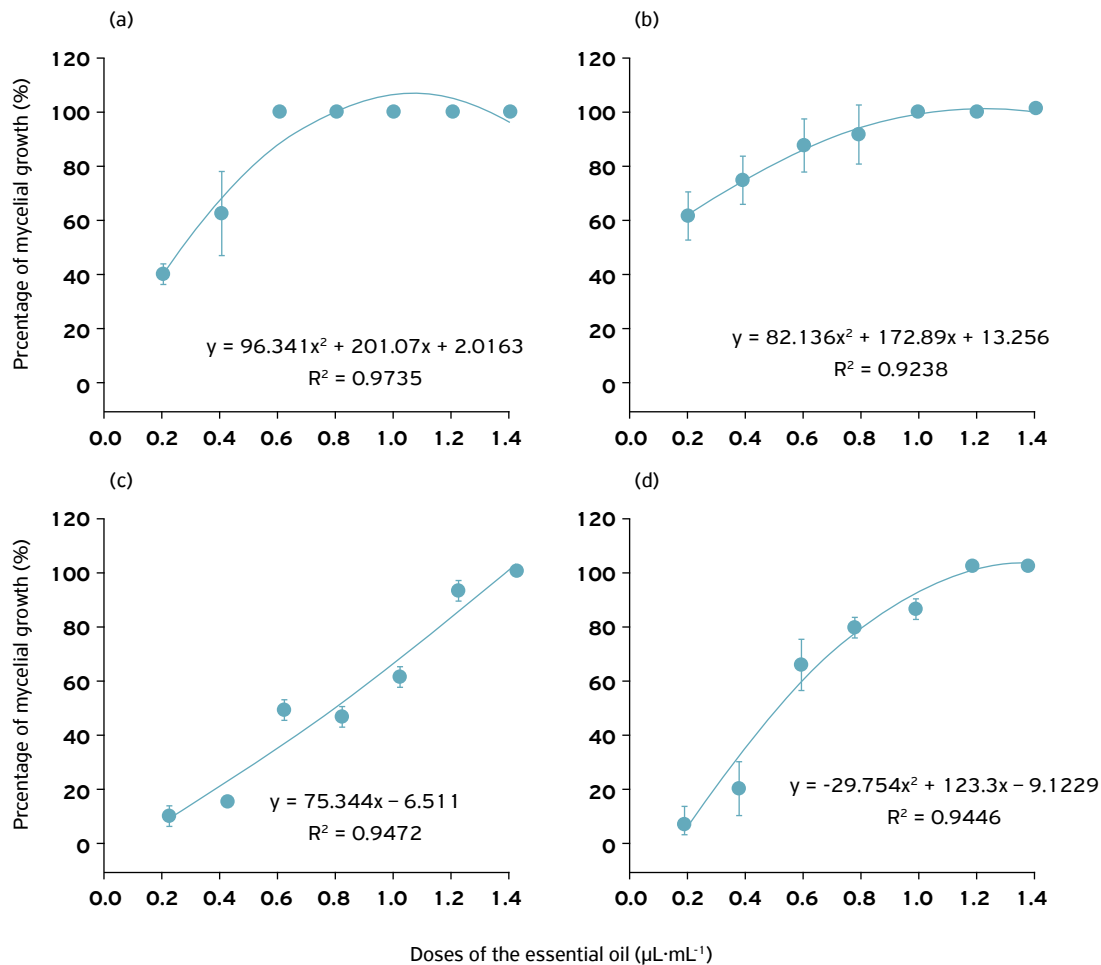 (a)
(b)
Prcentage of mycelial growth (%)
120
100
80
60
40
20
0
y = 96.341x² + 201.07x + 2.0163
R² = 0.9735
0.0 0.2 0.4 0.6 0.8 1.0 1.2 1.4
120
100
80
60
40
20
0
y = 82.136x² + 172.89x + 13.256
R² = 0.9238
0.0 0.2 0.4 0.6 0.8 1.0 1.2 1.4
(c)
(d)
Prcentage of mycelial growth (%)
120
100
80
60
40
20
0
y = 75.344x – 6.511
R² = 0.9472
0.0 0.2 0.4 0.6 0.8 1.0 1.2 1.4
120
100
80
60
40
20
0
y = -29.754x² + 123.3x – 9.1229
R² = 0.9446
0.0 0.2 0.4 0.6 0.8 1.0 1.2 1.4
Doses of the essential oil (µL·mL⁻¹)